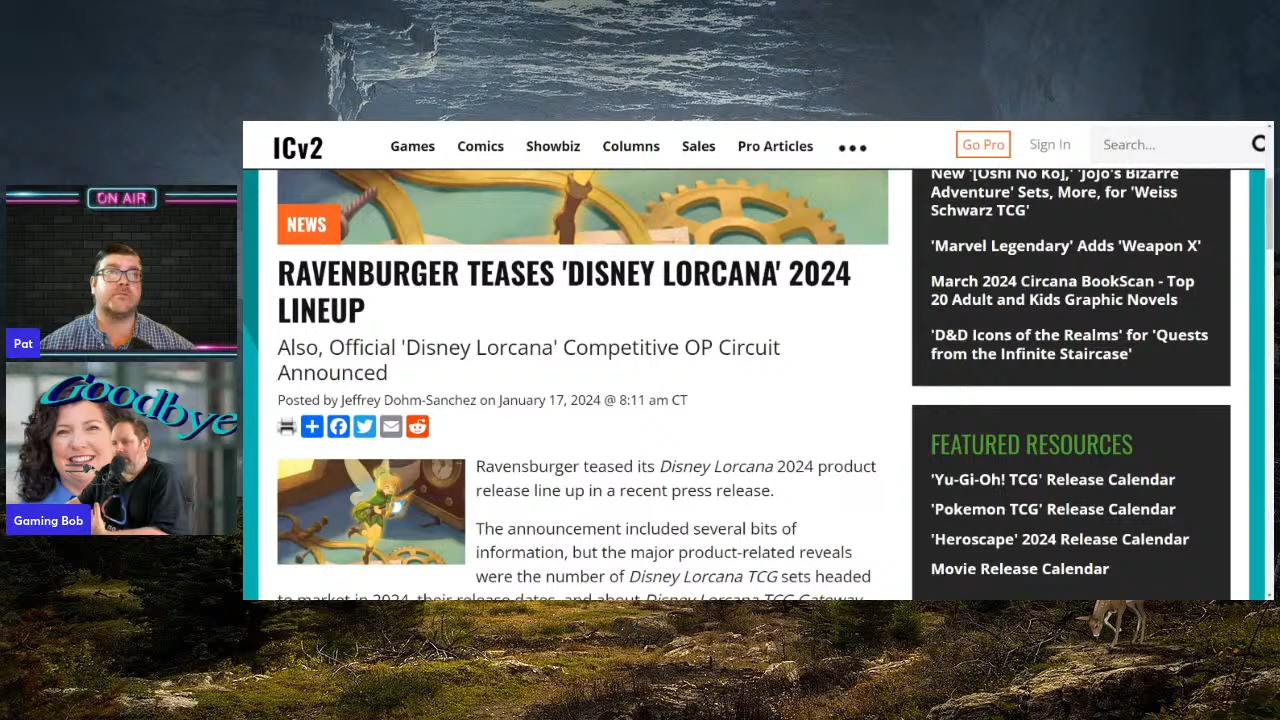 ICv2
Games
Comics
Showbiz
Columns
Sales
Pro Articles
Go Pro
Sign In
Search...
ON AIR
Pat
Goodbye
Gaming Bob
NEWS
RAVENBURGER TEASES 'DISNEY LORCANA' 2024
LINEUP
Also, Official 'Disney Lorcana' Competitive OP Circuit
Announced
Posted by Jeffrey Dohm-Sanchez on January 17, 2024 @ 8:11 am CT
Ravensburger teased its Disney Lorcana 2024 product
release line up in a recent press release.
The announcement included several bits of
information, but the major product-related reveals
were the number of Disney Lorcana TCG sets headed
to market in 2024, their release dates, and about Disney Lorcana TCG Gateway
New '[Oshi No Ko],' 'JoJo's Bizarre
Adventure' Sets, More, for 'Weiss
Schwarz TCG'
'Marvel Legendary' Adds 'Weapon X'
March 2024 Circana BookScan - Top
20 Adult and Kids Graphic Novels
'D&D Icons of the Realms' for 'Quests
from the Infinite Staircase'
FEATURED RESOURCES
'Yu-Gi-Oh! TCG' Release Calendar
'Pokemon TCG' Release Calendar
'Heroscape' 2024 Release Calendar
Movie Release Calendar